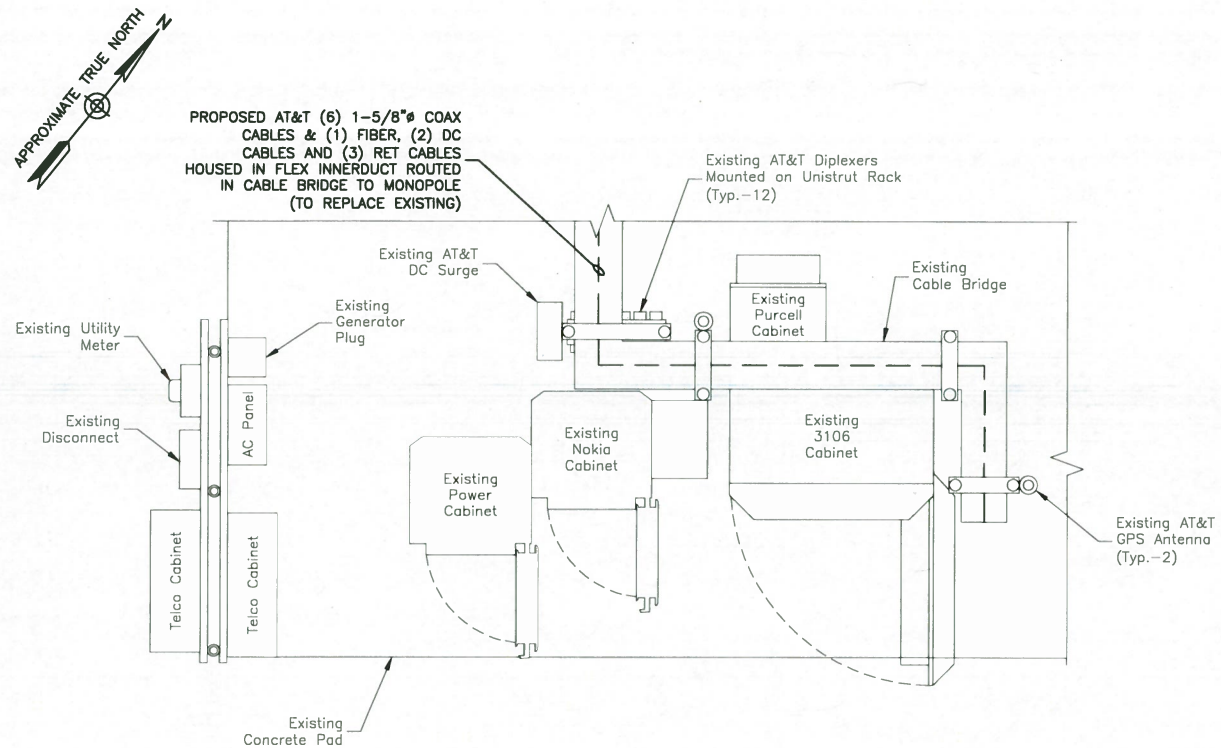 N
APPROXIMATE TRUE NORTH
PROPOSED AT&T (6) 1-5/8"ø COAX
CABLES & (1) FIBER, (2) DC
CABLES AND (3) RET CABLES
HOUSED IN FLEX INNERDUCT ROUTED
IN CABLE BRIDGE TO MONOPOLE
(TO REPLACE EXISTING)
Existing AT&T Diplexers
Mounted on Unistrut Rack
(Typ.-12)
Existing AT&T
DC Surge
Existing
Cable Bridge
Existing
Purcell
Cabinet
Existing
Generator
Plug
Existing Utility
Meter
Existing
Disconnect
AC Panel
Existing
Power
Cabinet
Existing
Nokia
Cabinet
Existing
3106
Cabinet
Existing AT&T
GPS Antenna
(Typ.-2)
Telco Cabinet
Telco Cabinet
Existing
Concrete Pad